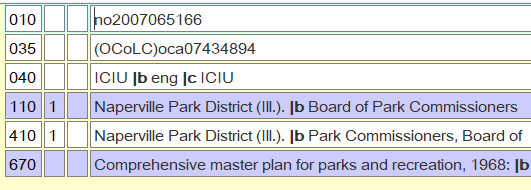 010 no2007065166
035 (OCoLC)oca07434894
040 ICIU |b eng |c ICIU
110 1 Naperville Park District (Ill.). |b Board of Park Commissioners
410 1 Naperville Park District (Ill.). |b Park Commissioners, Board of
670 Comprehensive master plan for parks and recreation, 1968: |b